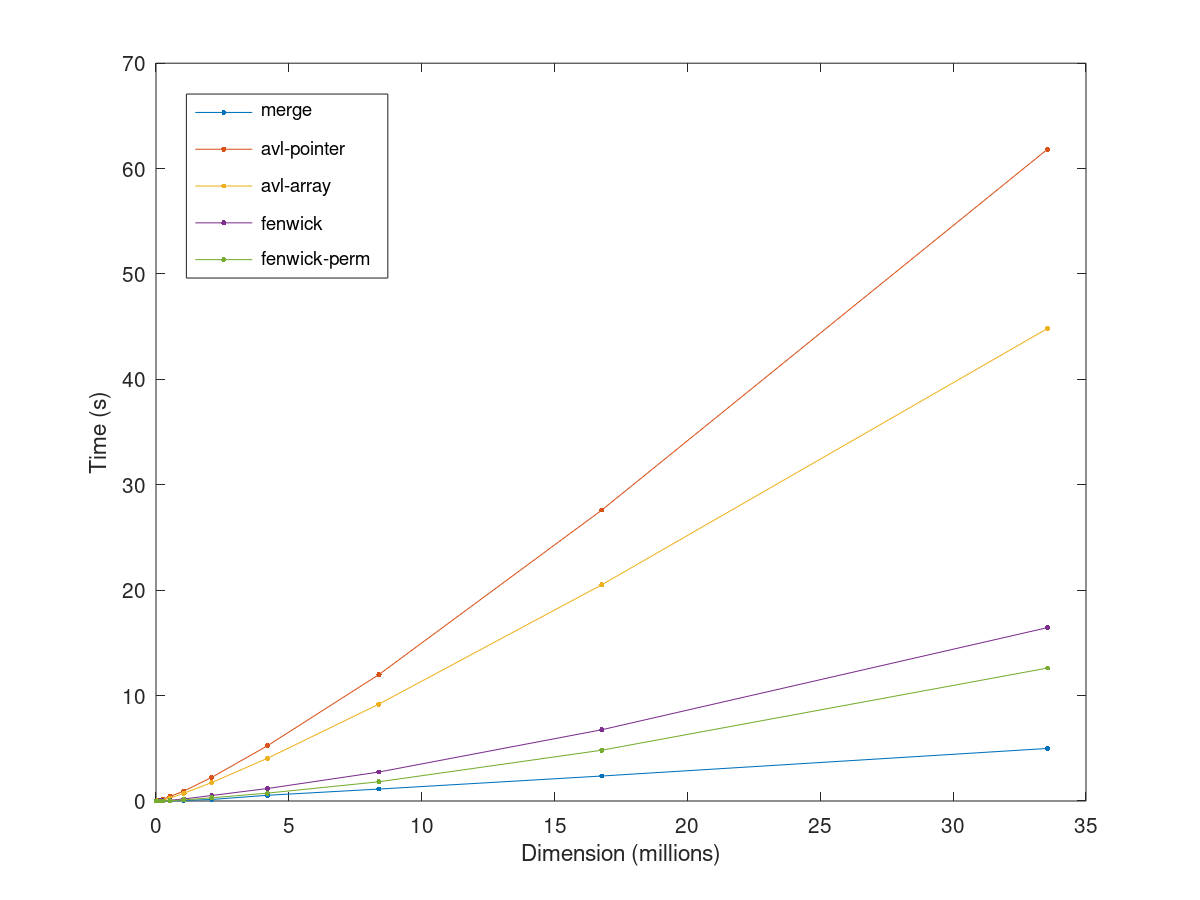 70
60
50
40
30
20
10
0
Time (s)
merge
avl-pointer
avl-array
fenwick
fenwick-perm
0 5 10 15 20 25 30 35
Dimension (millions)